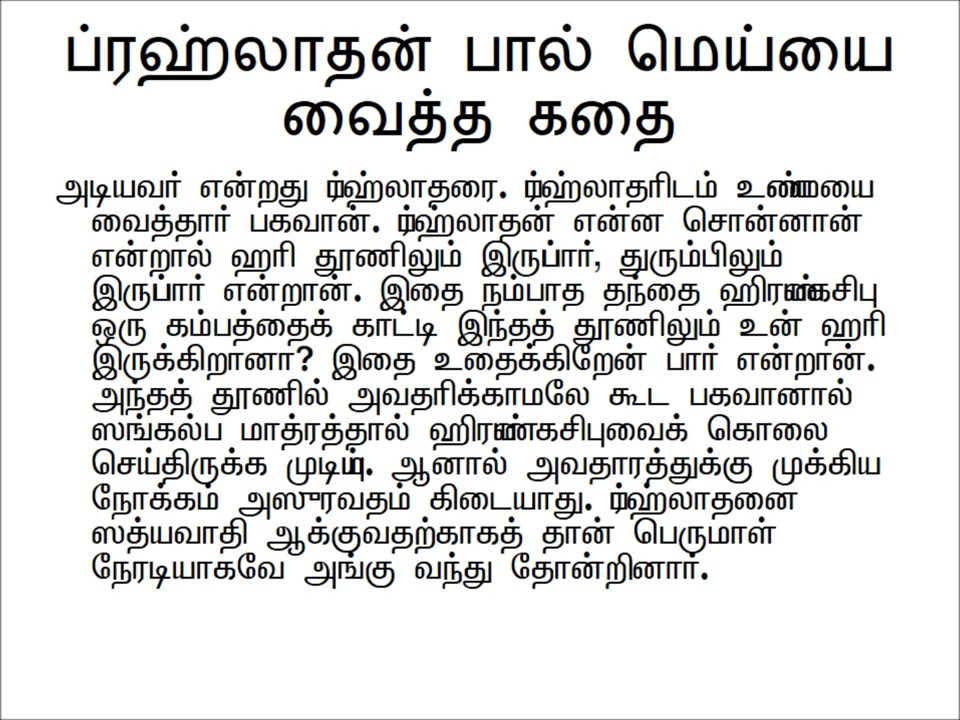 ப்ரஹ்லாதன் பால் மெய்யை
வைத்த கதை
அடியவர் என்றது ப்ரஹ்லாதரை. ப்ரஹ்லாதரிடம் உண்மையை
வைத்தார் பகவான். ப்ரஹ்லாதன் என்ன சொன்னான்
என்றால் ஹரி தூணிலும் இருப்பார், துரும்பிலும்
இருப்பார் என்றான். இதை நம்பாத தந்தை ஹிரண்யகசிபு
ஒரு கம்பத்தைக் காட்டி இந்தத் தூணிலும் உன் ஹரி
இருக்கிறானா? இதை உதைக்கிறேன் பார் என்றான்.
அந்தத் தூணில் அவதரிக்காமலே கூட பகவானால்
ஸங்கல்ப மாத்ரத்தால் ஹிரண்யகசிபுவைக் கொலை
செய்திருக்க முடியும். ஆனால் அவதாரத்துக்கு முக்கிய
நோக்கம் அஸுரவதம் கிடையாது. ப்ரஹ்லாதனை
ஸத்யவாதி ஆக்குவதற்காகத் தான் பெருமாள்
நேரடியாகவே அங்கு வந்து தோன்றினார்.